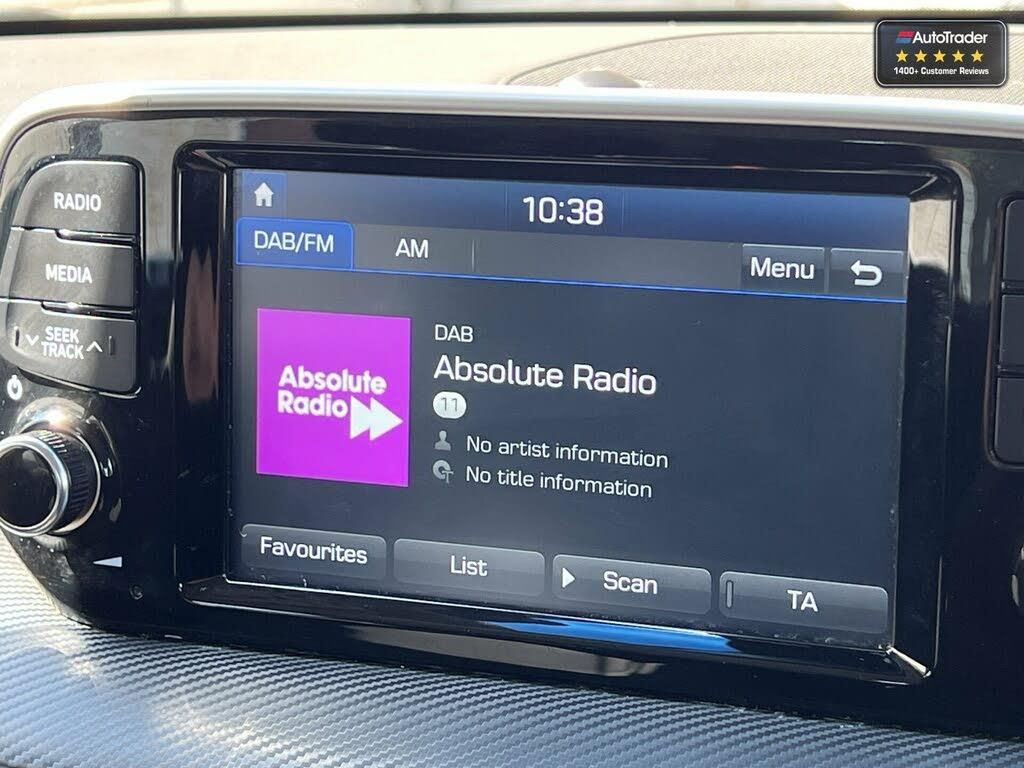 AutoTrader
1400+ Customer Reviews
RADIO
MEDIA
SEEK
TRACK
10:38
DAB/FM
AM
Menu
DAB
Absolute Radio
11
No artist information
No title information
Absolute
Radio
Favourites
List
Scan
TA